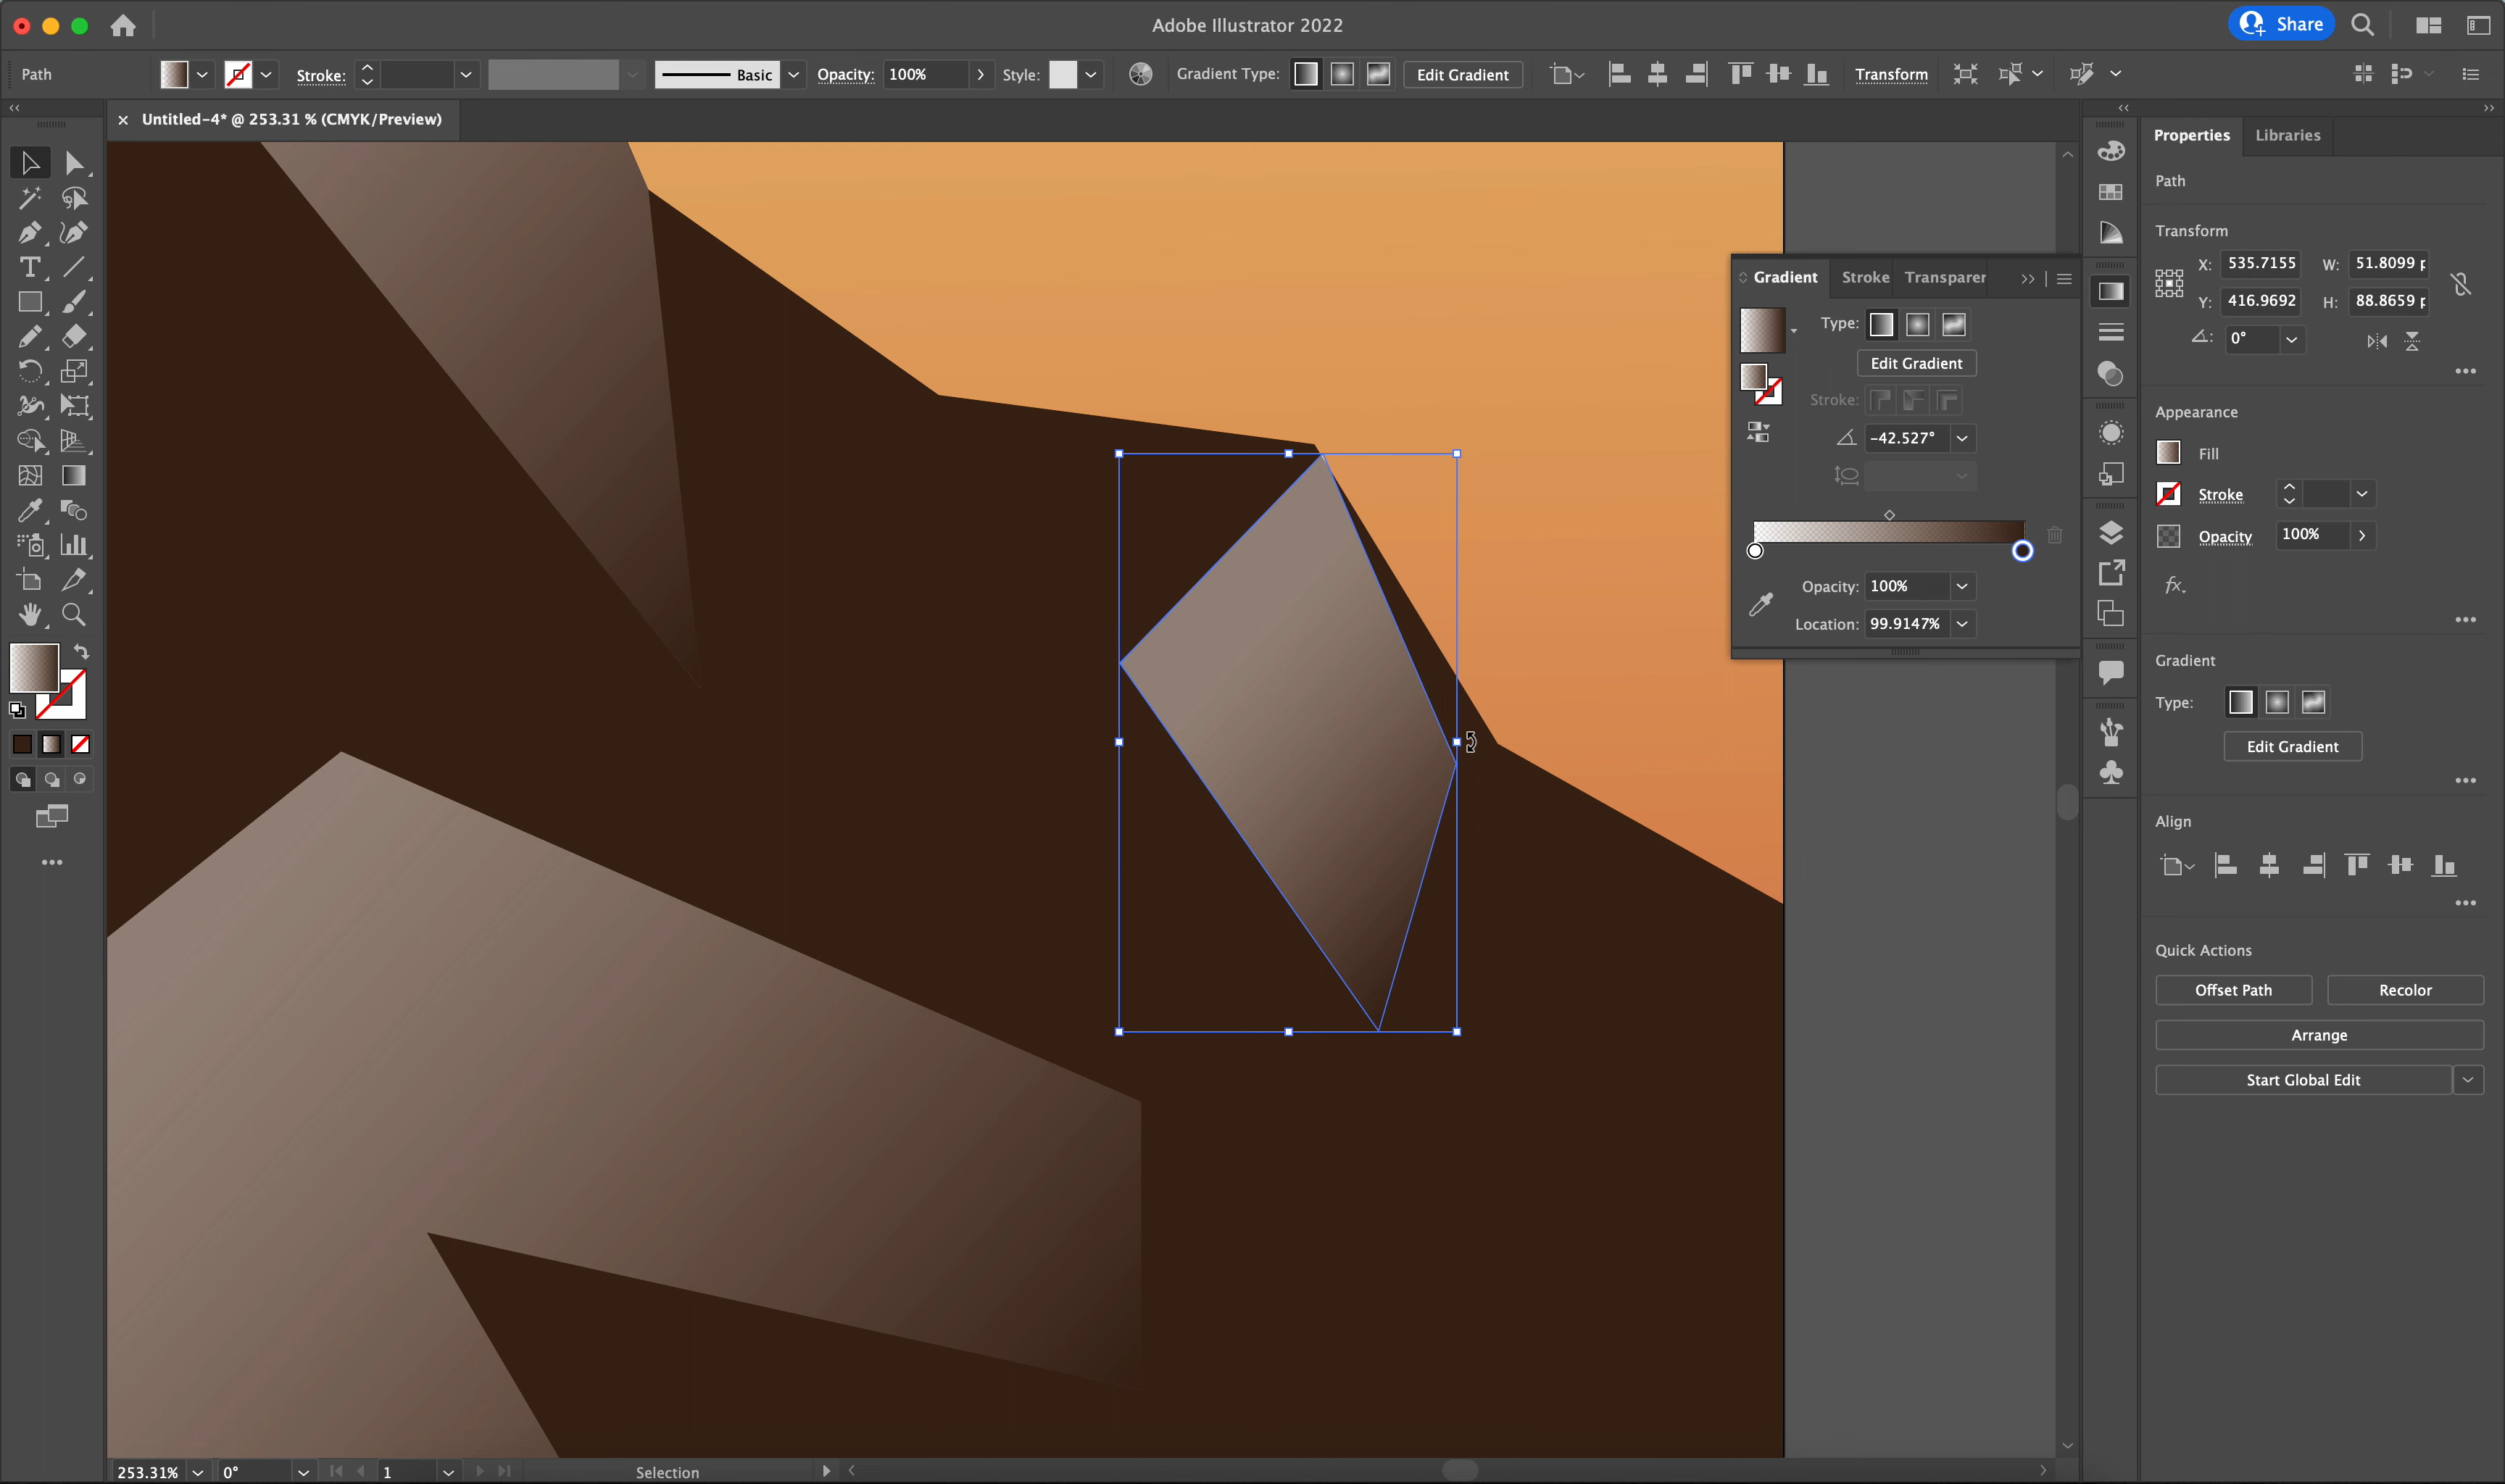 Adobe Illustrator 2022
Share
Path
Stroke:
Basic
Opacity:
100%
Style:
Gradient Type:
Edit Gradient
Transform
Untitled-4* @ 253.31 % (CMYK/Preview)
Gradient
Stroke
Transparer
Type:
Edit Gradient
Stroke:
-42.527°
Opacity:
100%
Location:
99.9147%
Properties
Libraries
Path
Transform
X:
535.7155
W:
51.8099 p
Y:
416.9692
H:
88.8659 p
0°
Appearance
Fill
Stroke
Opacity
100%
fx.
Gradient
Type:
Edit Gradient
Align
Quick Actions
Offset Path
Recolor
Arrange
Start Global Edit
253.31%
0°
1
Selection